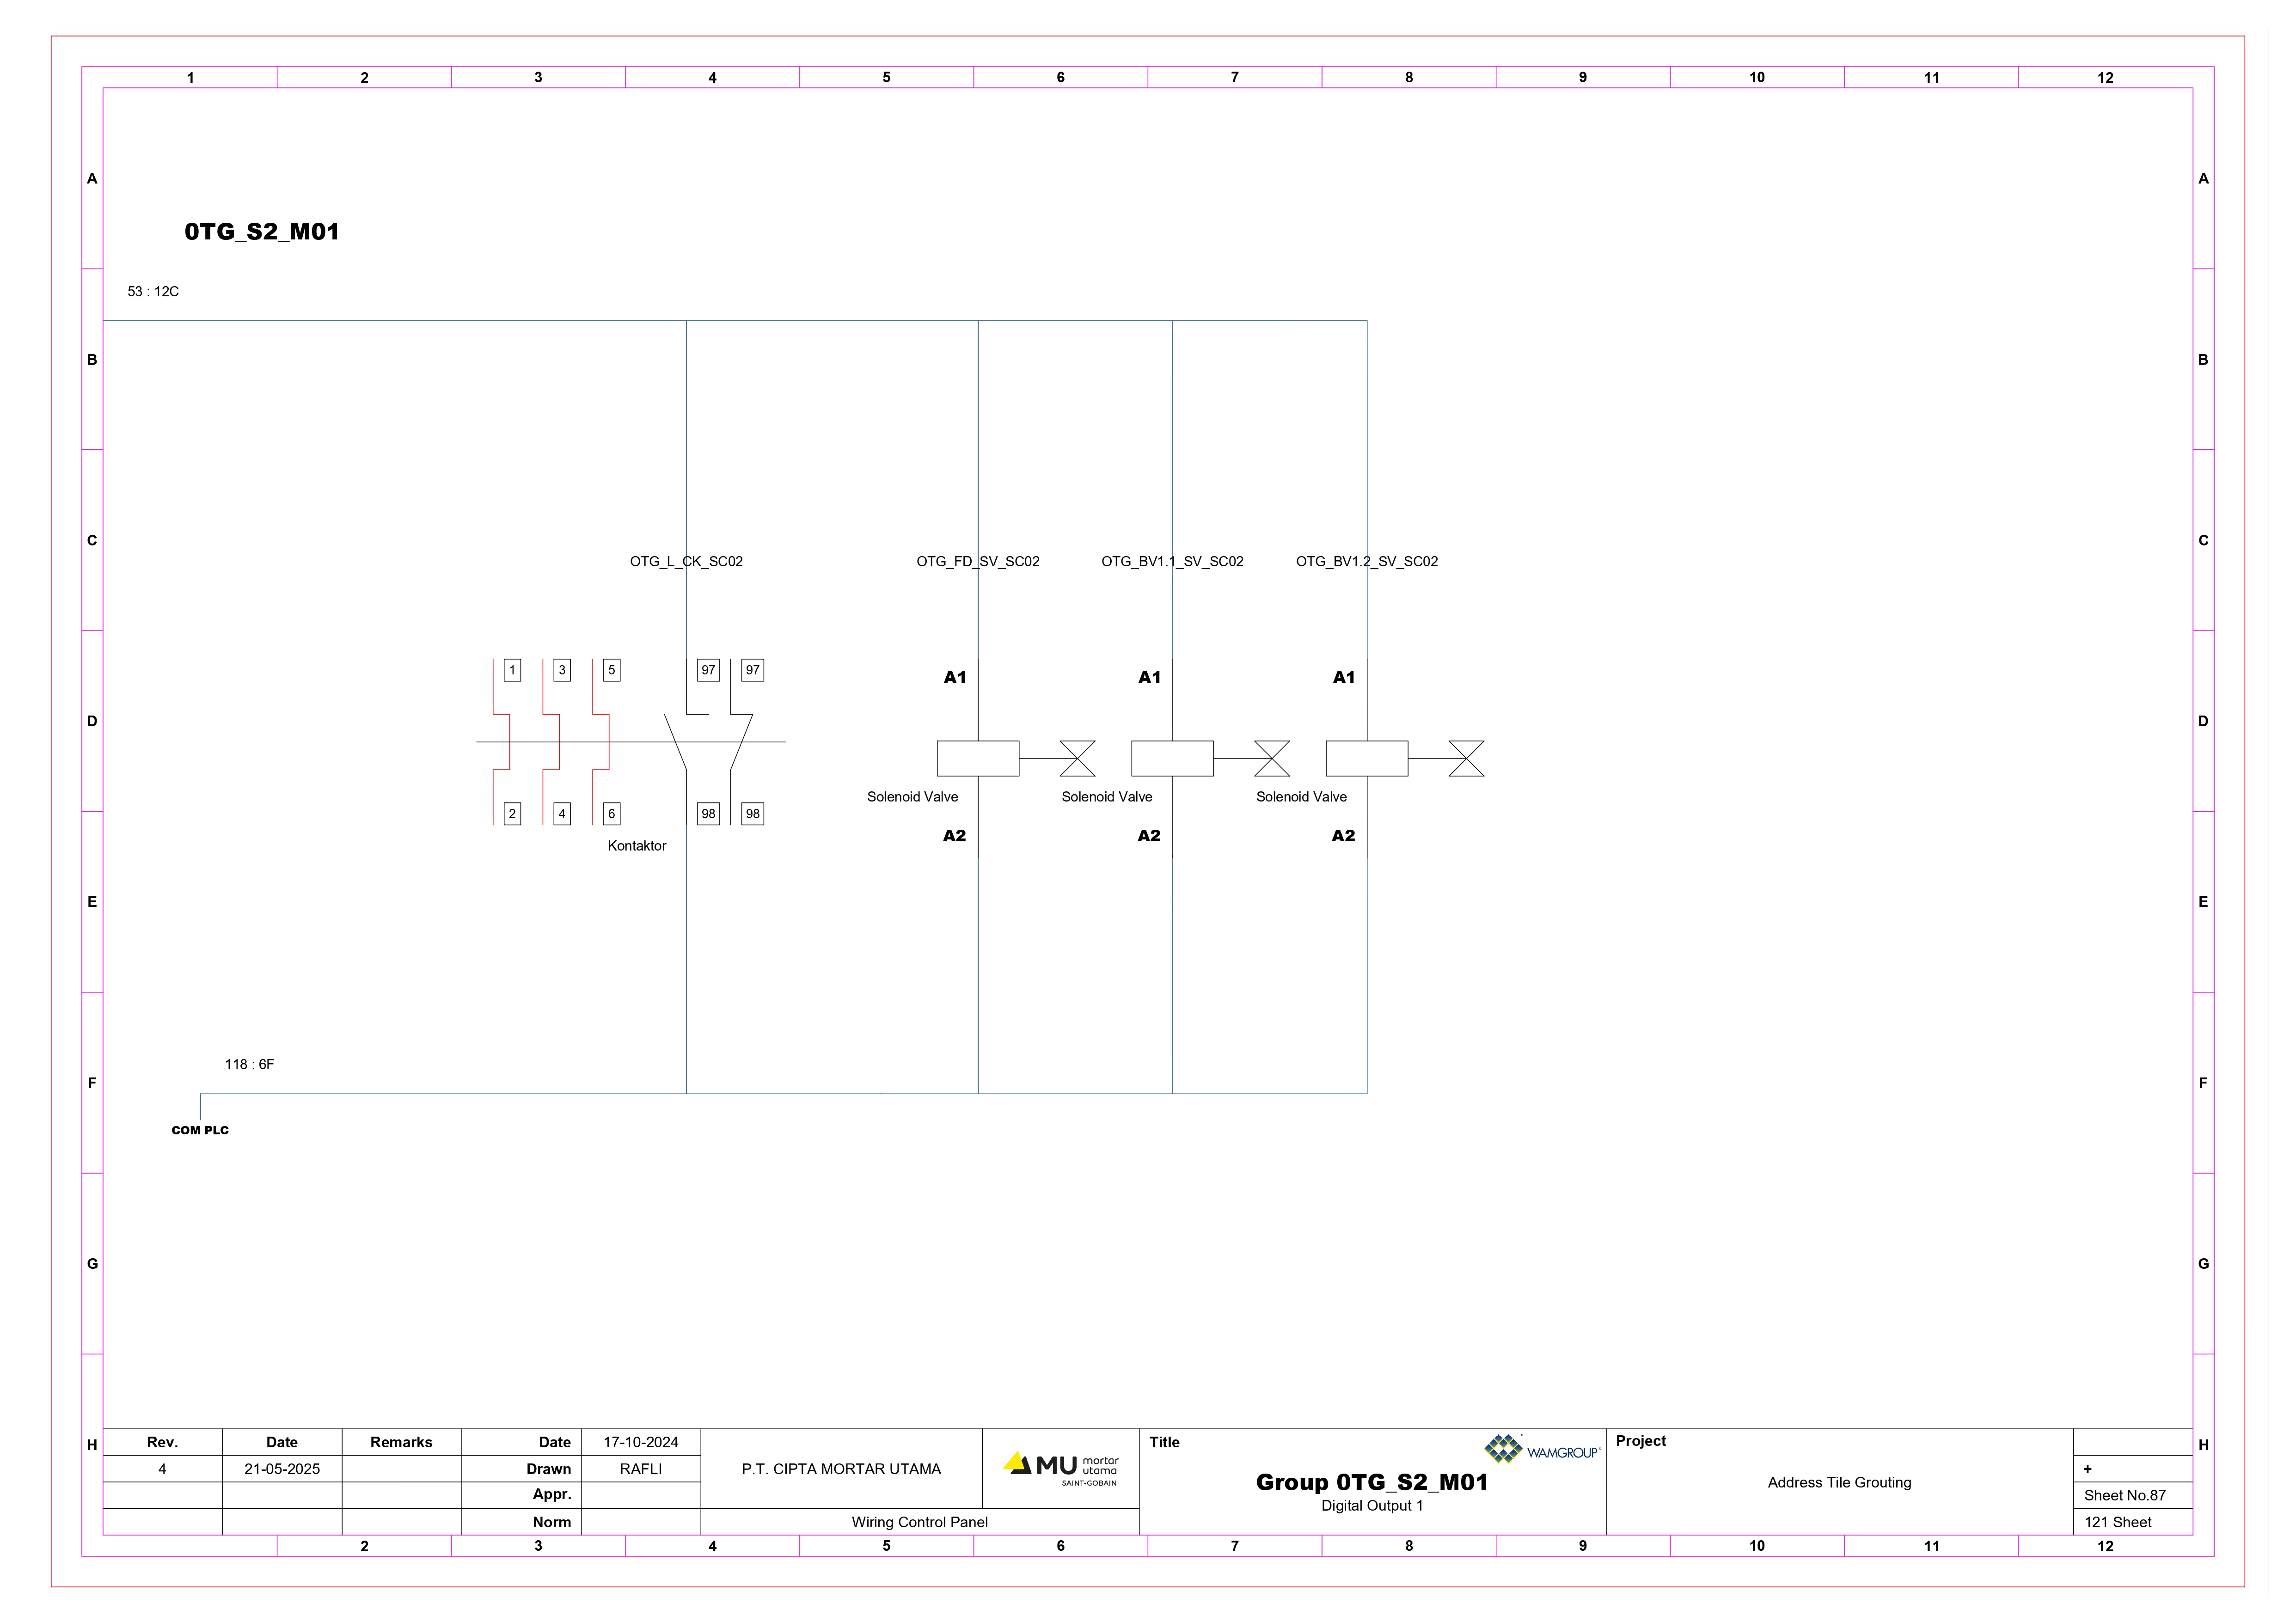 1 2 3 4 5 6 7 8 9 10 11 12
A A
0TG_S2_M01
53 : 12C
B B
C C
OTG_L_CK_SC02 OTG_FD_SV_SC02 OTG_BV1.1_SV_SC02 OTG_BV1.2_SV_SC02
1 3 5 97 97
A1 A1 A1
D D
Solenoid Valve Solenoid Valve Solenoid Valve
2 4 6 98 98
A2 A2 A2
Kontaktor
E E
118 : 6F
F F
COM PLC
G G
H H
Rev. Date Remarks Date 17-10-2024
4 21-05-2025 Drawn RAFLI
Appr.
Norm
P.T. CIPTA MORTAR UTAMA
MU mortar utama
SAINT-GOBAIN
Wiring Control Panel
Title
WAMGROUP®
Group 0TG_S2_M01
Digital Output 1
Project
Address Tile Grouting
+
Sheet No.87
121 Sheet
2 3 4 5 6 7 8 9 10 11 12